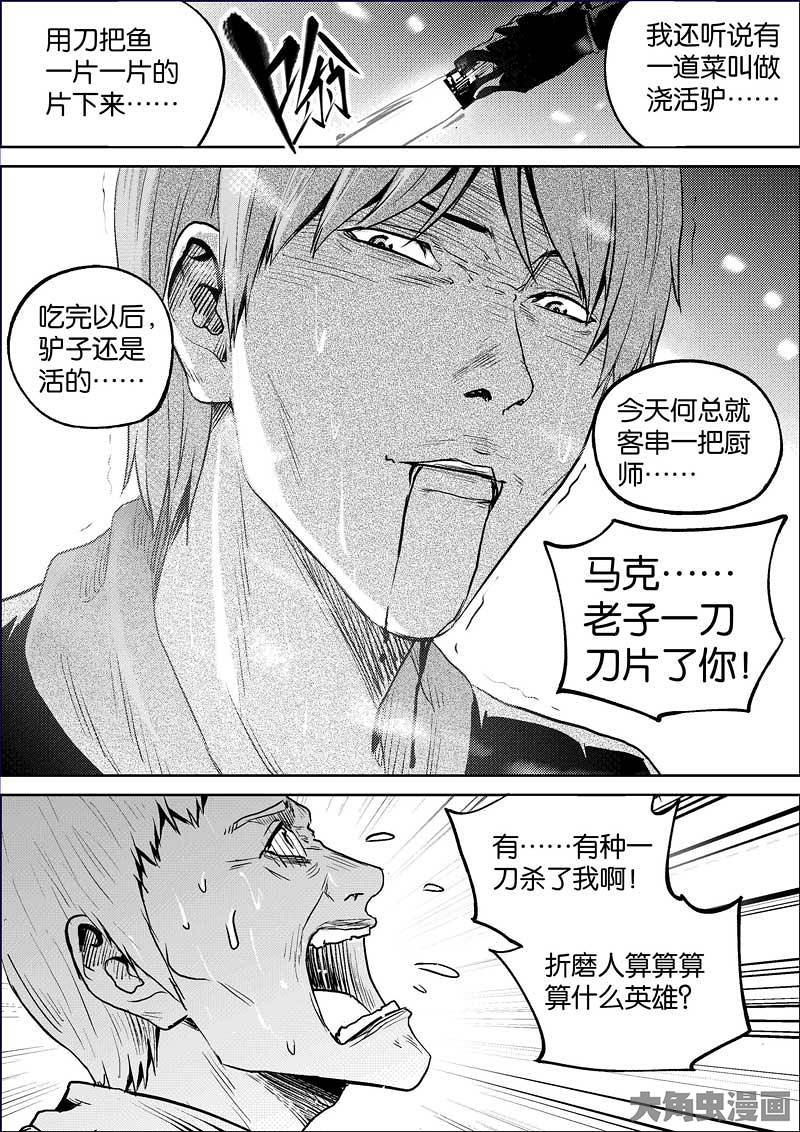 用刀把鱼
一片一片的
片下来……
我还听说有
一道菜叫做
浇活驴……
吃完以后，
驴子还是
活的……
今天何总就
客串一把厨
师……
马克……
老子一刀
刀片了你！
有……有种一
刀杀了我啊！
折磨人算算算
算什么英雄？
大角虫漫画